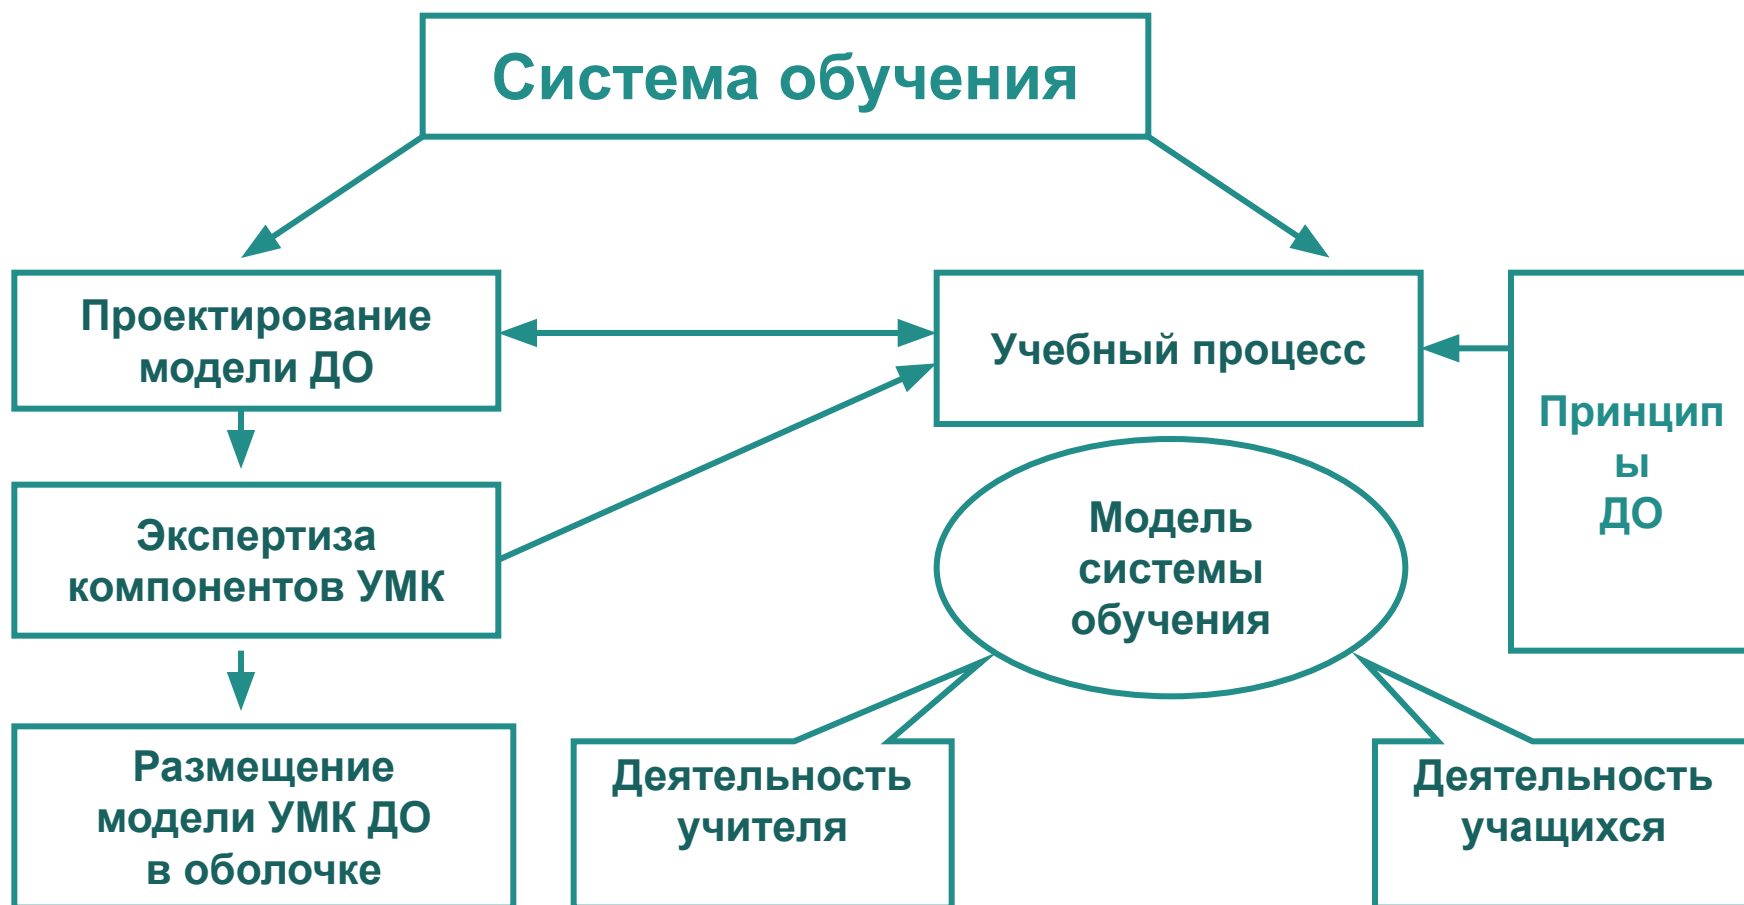 Система обучения
Проектирование
модели ДО
Учебный процесс
Принцип
ы
ДО
Экспертиза
компонентов УМК
Модель
системы
обучения
Размещение
модели УМК ДО
в оболочке
Деятельность
учителя
Деятельность
учащихся